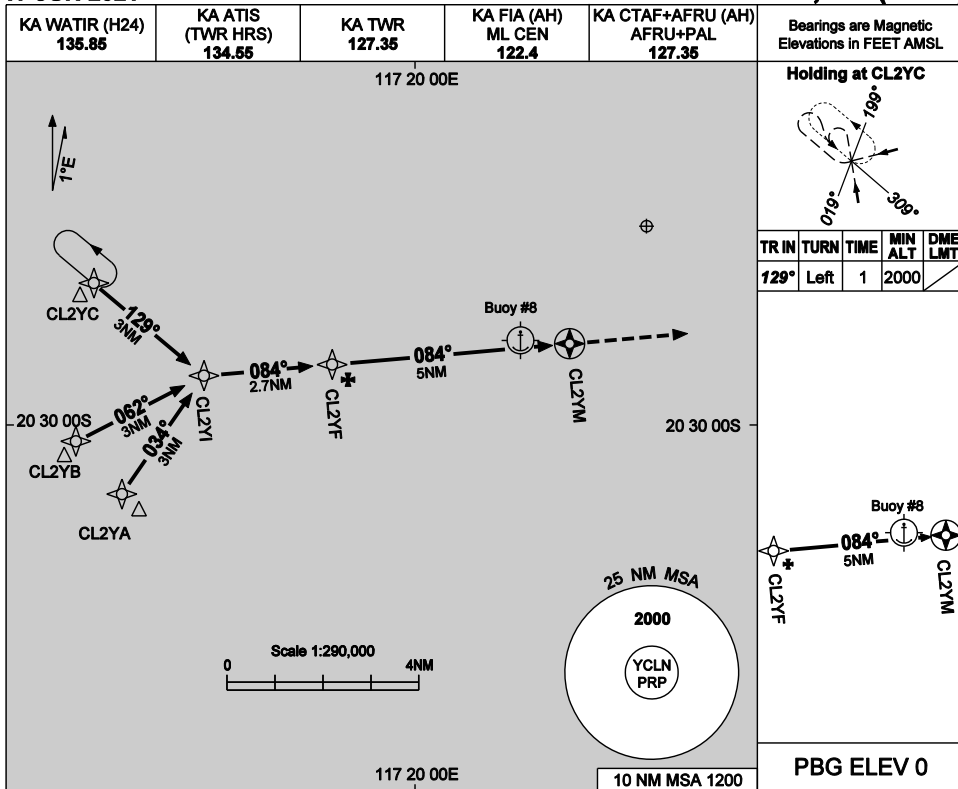 KA WATIR (H24)
135.85
KA ATIS
(TWR HRS)
134.55
KA TWR
127.35
KA FIA (AH)
ML CEN
122.4
KA CTAF+AFRU (AH)
AFRU+PAL
127.35
Bearings are Magnetic
Elevations in FEET AMSL
117 20 00E
1°E
CL2YC
129°
3NM
Buoy #8
084°
2.7NM
084°
5NM
CL2YI
CL2YF
CL2YM
20 30 00S
20 30 00S
062°
3NM
034°
3NM
CL2YB
CL2YA
25 NM MSA
2000
YCLN
PRP
Scale 1:290,000
0
4NM
117 20 00E
10 NM MSA 1200
Holding at CL2YC
199°
019°
309°
TR IN TURN TIME MIN ALT DME LMT
129° Left 1 2000
Buoy #8
084°
5NM
CL2YF
CL2YM
PBG ELEV 0